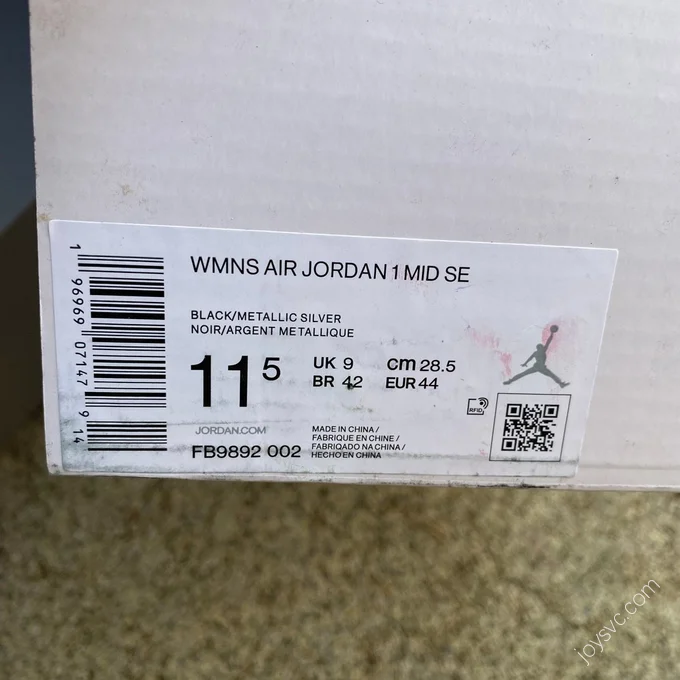 WMNS AIR JORDAN 1 MID SE
BLACK/METALLIC SILVER
NOIR/ARGENT METALLIQUE
11 5
UK 9
BR 42
cm 28.5
EUR 44
JORDAN.COM
FB9892 002
MADE IN CHINA /
FABRIQUE EN CHINE /
FABRIQADO NA CHINA /
HECHO EN CHINA
RFID
1 96969 07147 9 14
joysvc.com